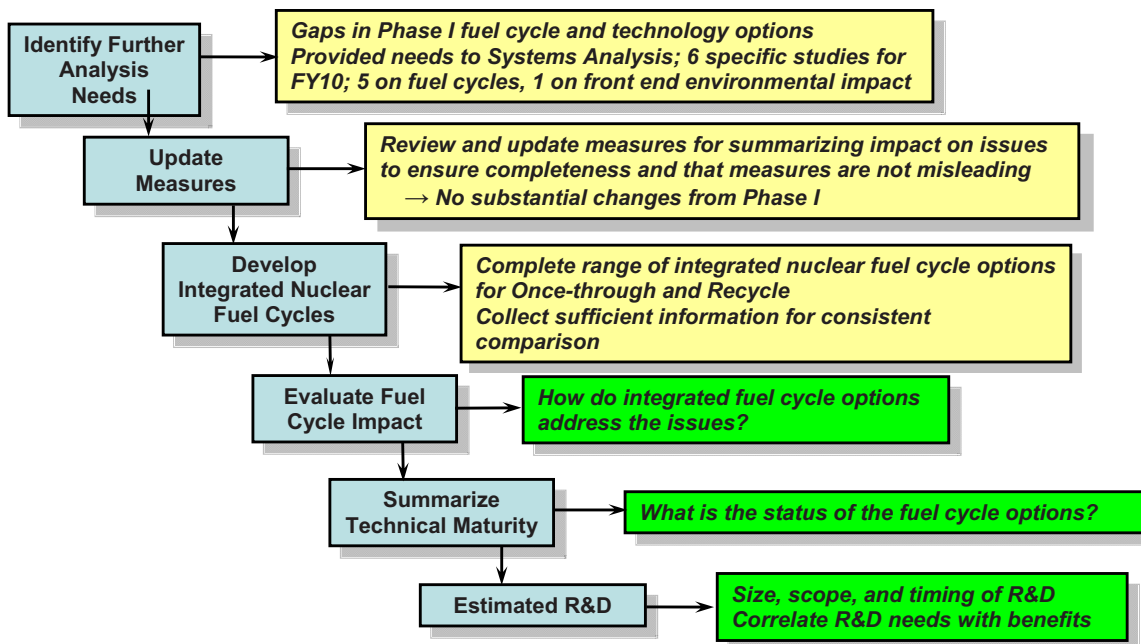 Identify Further
Analysis
Needs
Gaps in Phase I fuel cycle and technology options
Provided needs to Systems Analysis; 6 specific studies for
FY10; 5 on fuel cycles, 1 on front end environmental impact
Update
Measures
Review and update measures for summarizing impact on issues
to ensure completeness and that measures are not misleading
→ No substantial changes from Phase I
Develop
Integrated Nuclear
Fuel Cycles
Complete range of integrated nuclear fuel cycle options
for Once-through and Recycle
Collect sufficient information for consistent
comparison
Evaluate Fuel
Cycle Impact
How do integrated fuel cycle options
address the issues?
Summarize
Technical Maturity
What is the status of the fuel cycle options?
Estimated R&D
Size, scope, and timing of R&D
Correlate R&D needs with benefits